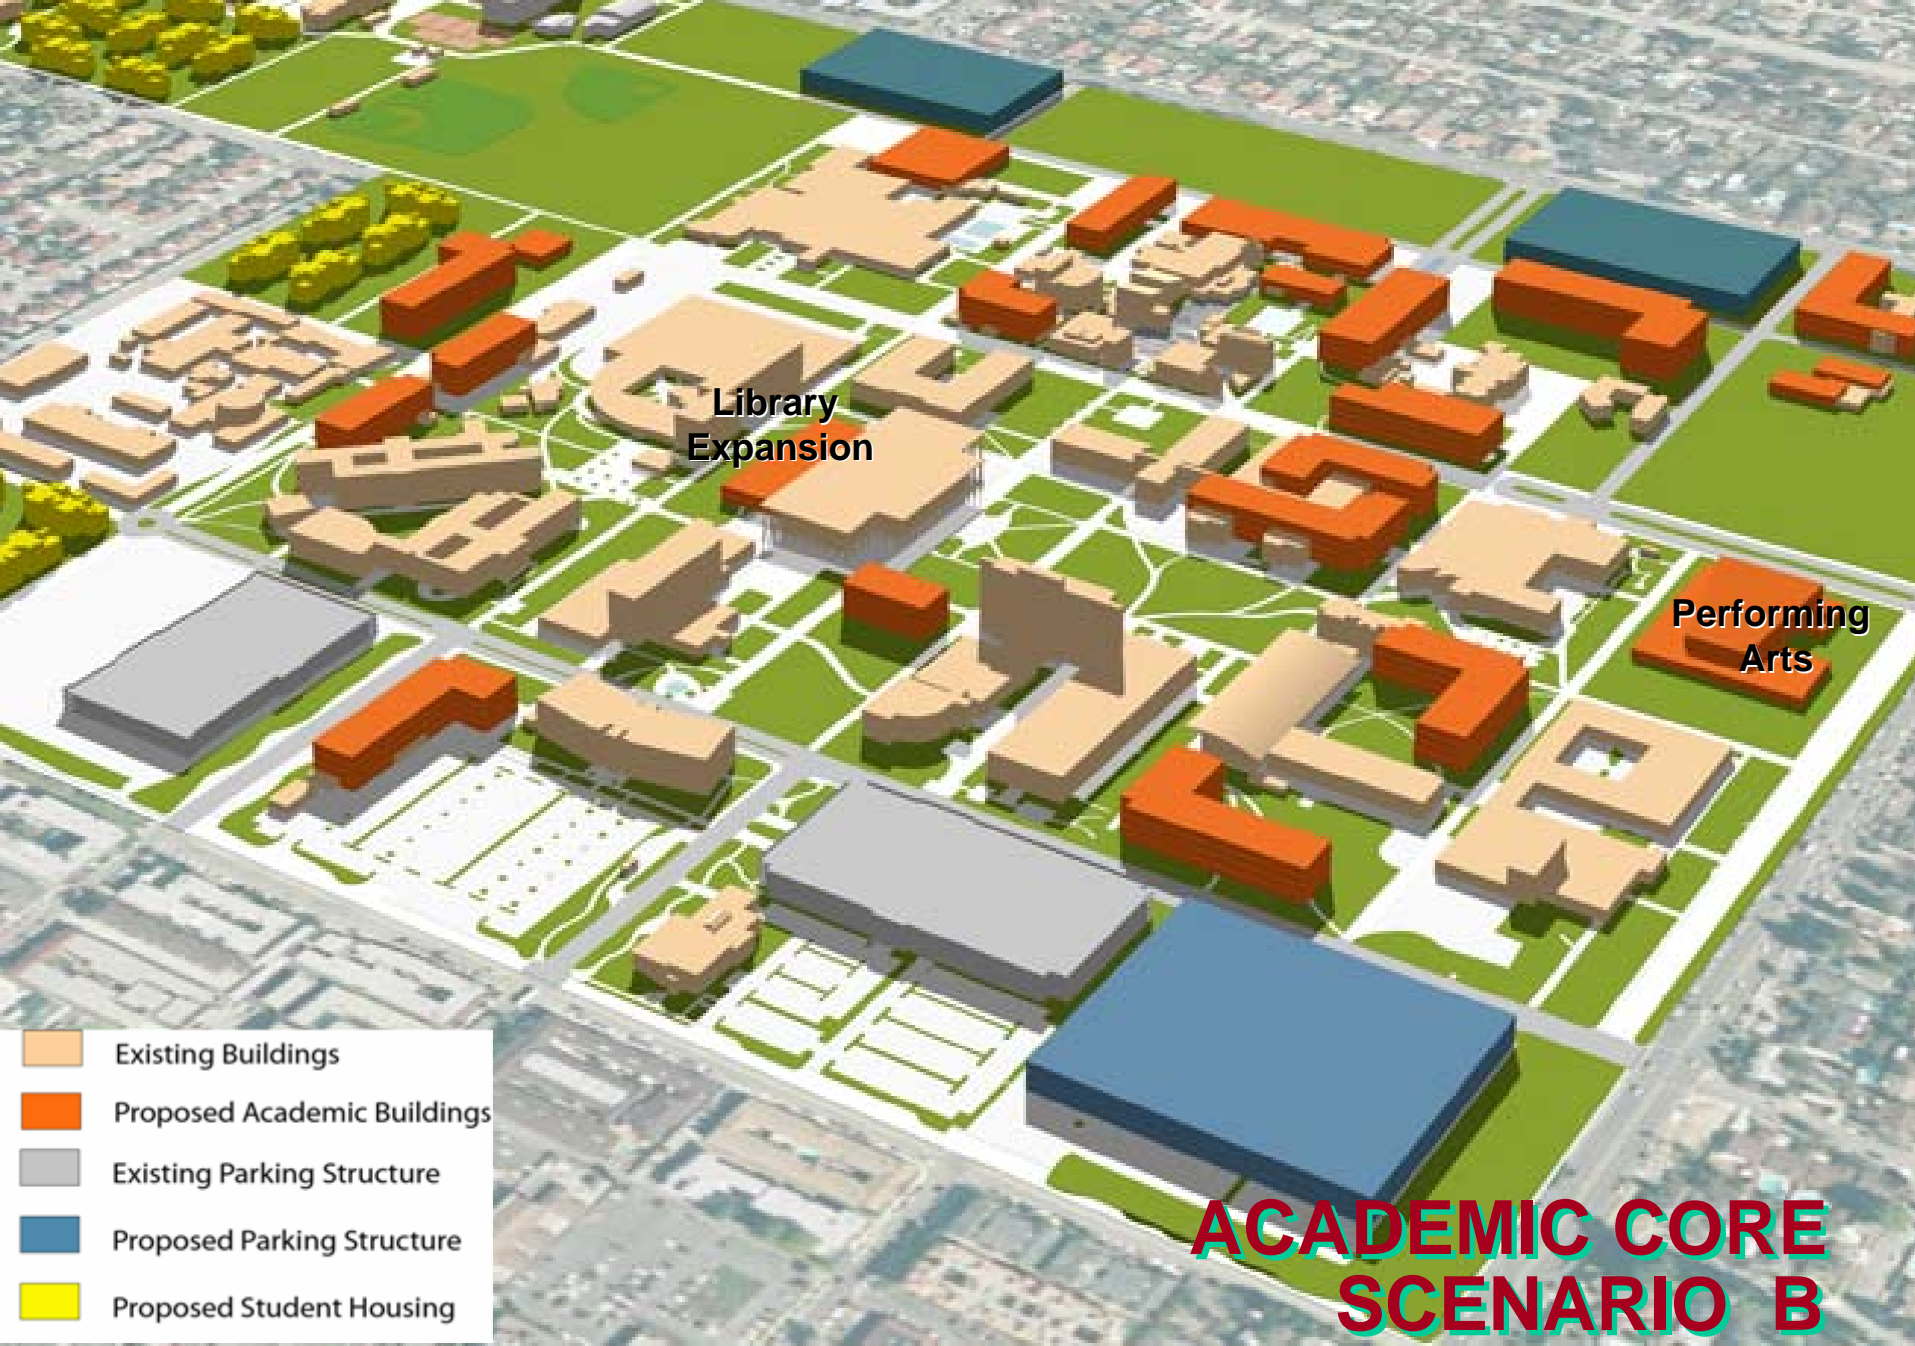 Library
Expansion
Performing
Arts
Existing Buildings
Proposed Academic Buildings
Existing Parking Structure
Proposed Parking Structure
Proposed Student Housing
ACADEMIC CORE
SCENARIO B